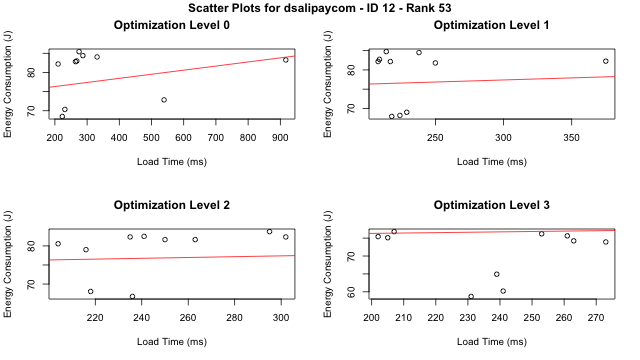 Scatter Plots for dsalipaycom - ID 12 - Rank 53
Optimization Level 0
Energy Consumption (J)
80
70
200 300 400 500 600 700 800 900
Load Time (ms)
Optimization Level 1
Energy Consumption (J)
80
70
250 300 350
Load Time (ms)
Optimization Level 2
Energy Consumption (J)
80
70
220 240 260 280 300
Load Time (ms)
Optimization Level 3
Energy Consumption (J)
70
60
200 210 220 230 240 250 260 270
Load Time (ms)